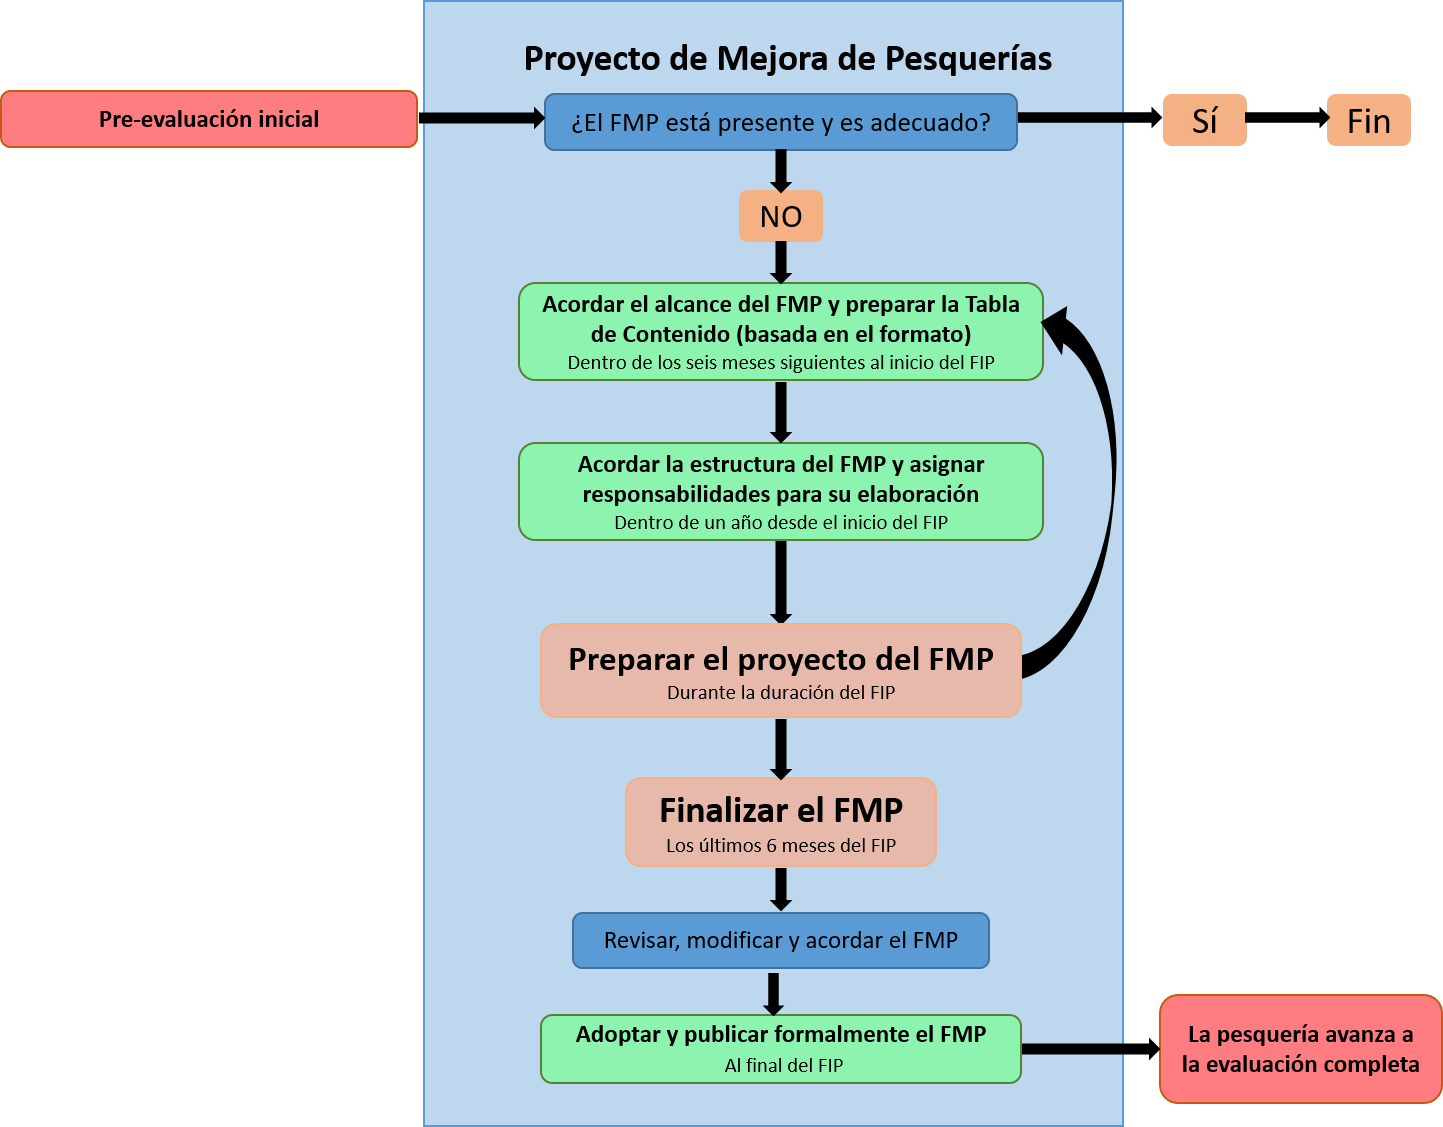 Proyecto de Mejora de Pesquerías
Pre-evaluación inicial
¿El FMP está presente y es adecuado?
Sí
Fin
NO
Acordar el alcance del FMP y preparar la Tabla
de Contenido (basada en el formato)
Dentro de los seis meses siguientes al inicio del FIP
Acordar la estructura del FMP y asignar
responsabilidades para su elaboración
Dentro de un año desde el inicio del FIP
Preparar el proyecto del FMP
Durante la duración del FIP
Finalizar el FMP
Los últimos 6 meses del FIP
Revisar, modificar y acordar el FMP
Adoptar y publicar formalmente el FMP
Al final del FIP
La pesquería avanza a
la evaluación completa